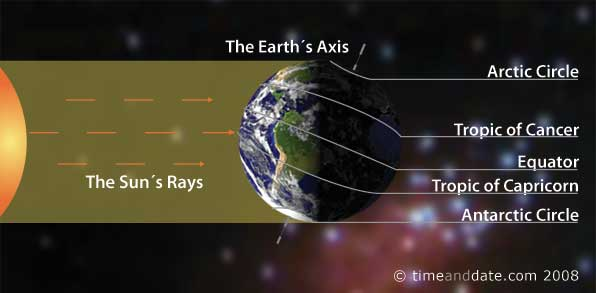 The Earth´s Axis
Arctic Circle
Tropic of Cancer
Equator
The Sun´s Rays
Tropic of Capricorn
Antarctic Circle
© timeanddate.com 2008